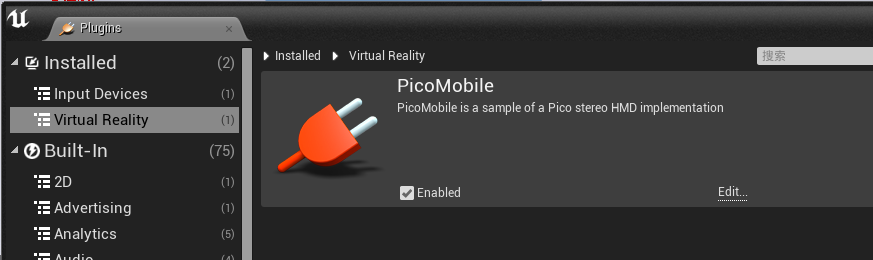 Plugins
Installed (2)
Input Devices (1)
Virtual Reality (1)
Built-In (75)
2D (1)
Advertising (1)
Analytics (5)
Audio (4)
Installed Virtual Reality
搜索
PicoMobile
PicoMobile is a sample of a Pico stereo HMD implementation
Enabled
Edit...